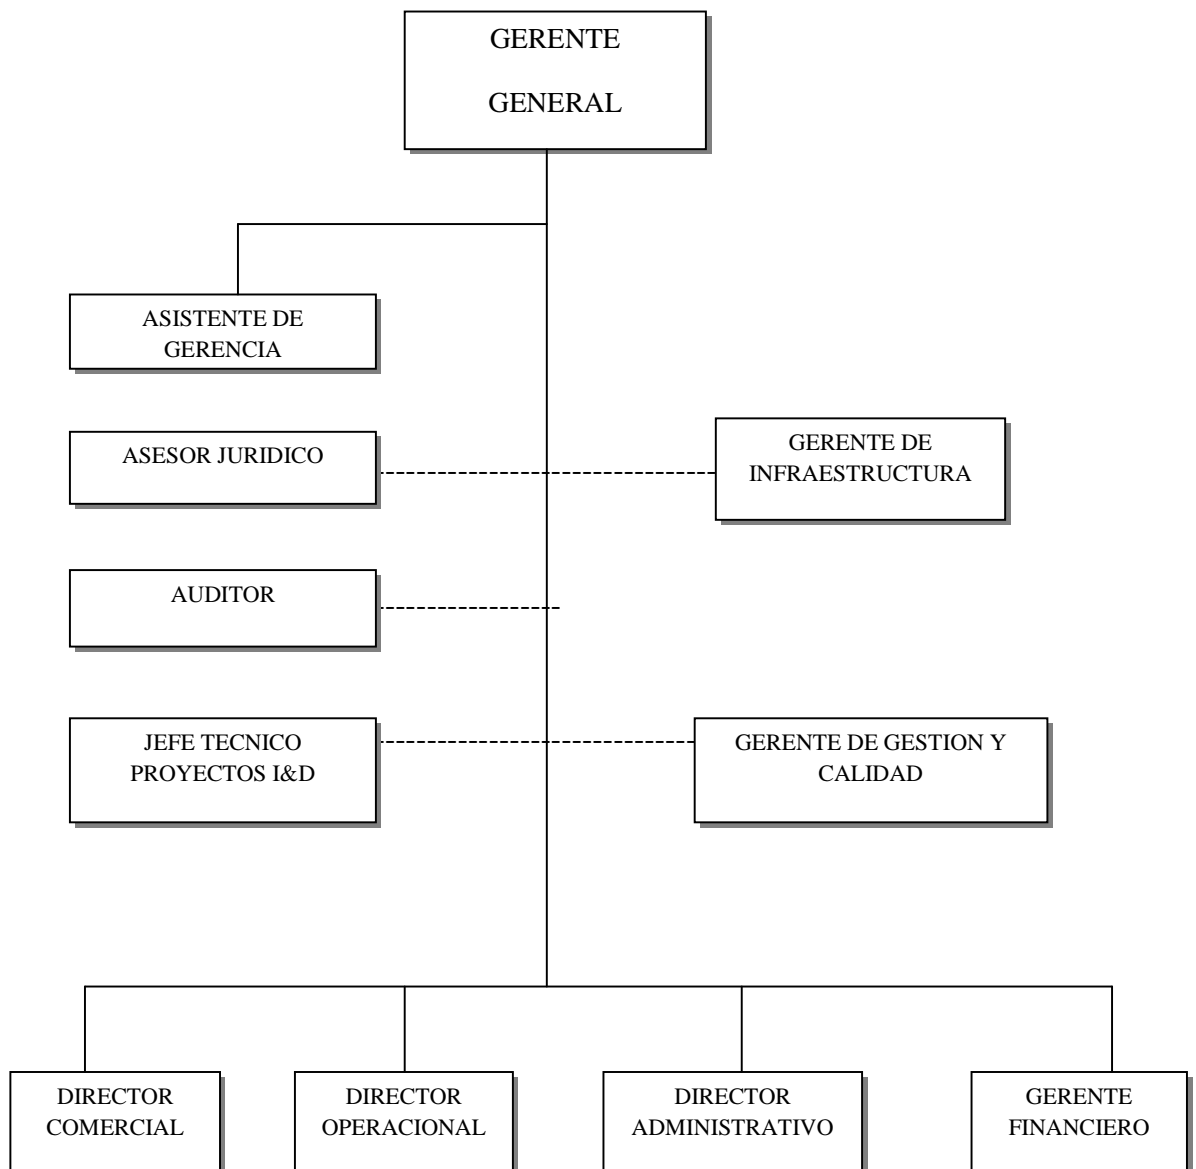 GERENTE
GENERAL
ASISTENTE DE
GERENCIA
ASESOR JURIDICO
GERENTE DE
INFRAESTRUCTURA
AUDITOR
JEFE TECNICO
PROYECTOS I&D
GERENTE DE GESTION Y
CALIDAD
DIRECTOR
COMERCIAL
DIRECTOR
OPERACIONAL
DIRECTOR
ADMINISTRATIVO
GERENTE
FINANCIERO